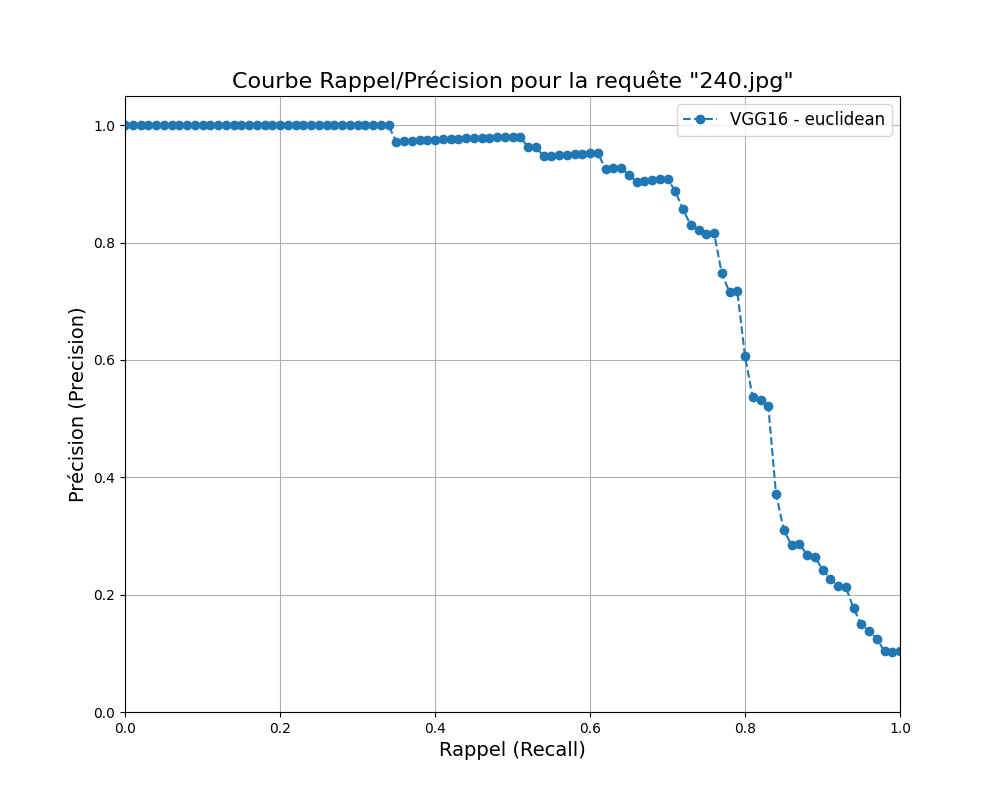 Courbe Rappel/Précision pour la requête "240.jpg"
VGG16 - euclidean
Précision (Precision)
1.0
0.8
0.6
0.4
0.2
0.0
0.0 0.2 0.4 0.6 0.8 1.0
Rappel (Recall)